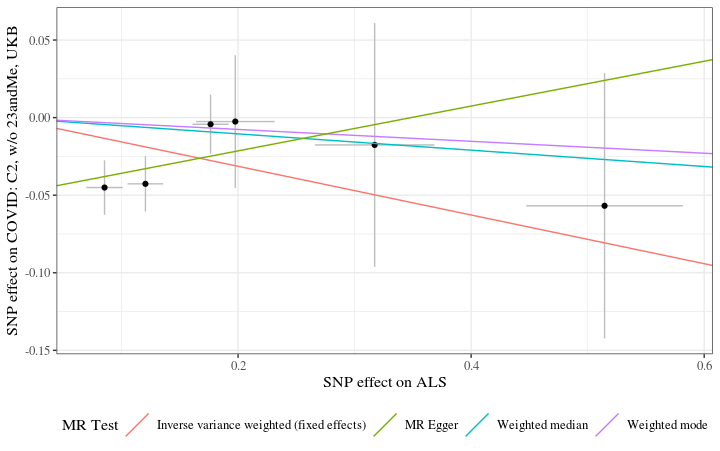 SNP effect on COVID: C2, w/o 23andMe, UKB
0.05
0.00
-0.05
-0.10
-0.15
0.2
0.4
0.6
SNP effect on ALS
MR Test
Inverse variance weighted (fixed effects)
MR Egger
Weighted median
Weighted mode